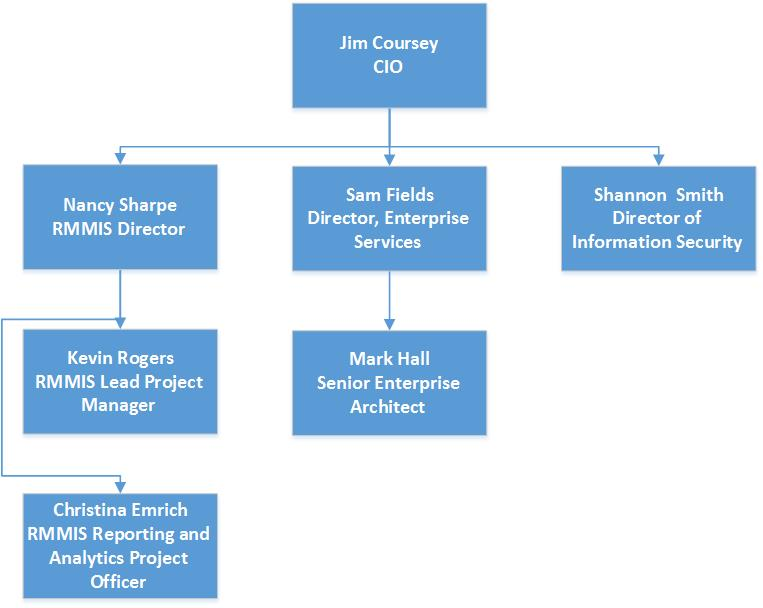 Jim Coursey
CIO
Nancy Sharpe
RMMIS Director
Sam Fields
Director, Enterprise
Services
Shannon  Smith
Director of
Information Security
Kevin Rogers
RMMIS Lead Project
Manager
Mark Hall
Senior Enterprise
Architect
Christina Emrich
RMMIS Reporting and
Analytics Project
Officer